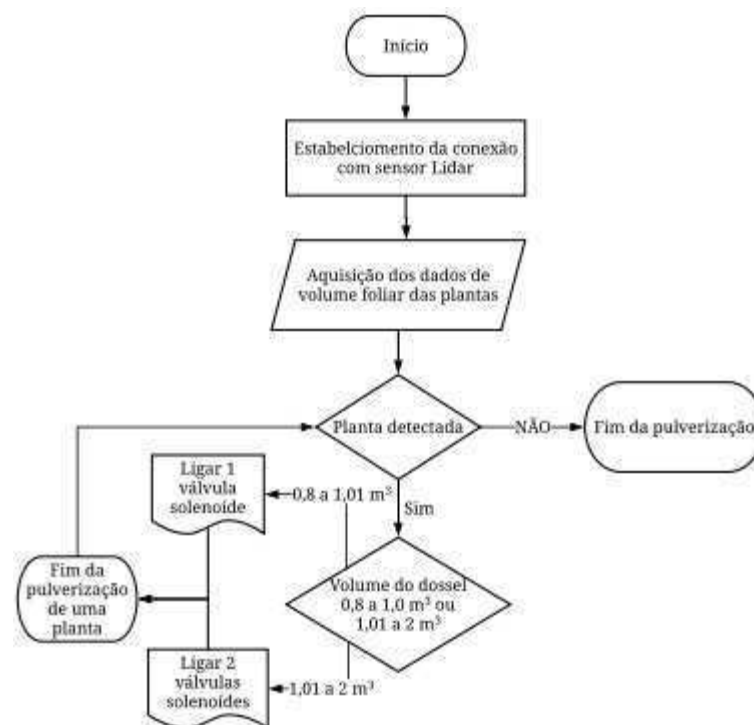 Início
Estabelciomento da conexão
com sensor Lidar
Aquisição dos dados de
volume foliar das plantas
Planta detectada
NÃO
Fim da pulverização
Ligar 1
válvula
solenoíde
0,8 a 1,01 m³
Sim
Fim da
pulverização
de uma
planta
Volume do dossel
0,8 a 1,0 m³ ou
1,01 a 2 m³
Ligar 2
válvulas
solenoídes
1,01 a 2 m³